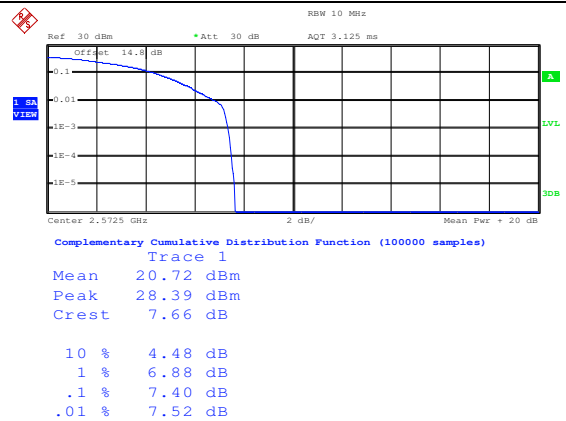 R S
RBW 10 MHz
Ref 30 dBm *Att 30 dB AQT 3.125 ms
Offset 14.8 dB
0.1
A
0.01
1 SA
VIEW
1E-3
LVL
1E-4
1E-5
3DB
Center 2.5725 GHz 2 dB/ Mean Pwr + 20 dB
Complementary Cumulative Distribution Function (100000 samples)
Trace 1
Mean 20.72 dBm
Peak 28.39 dBm
Crest 7.66 dB
10 % 4.48 dB
1 % 6.88 dB
.1 % 7.40 dB
.01 % 7.52 dB